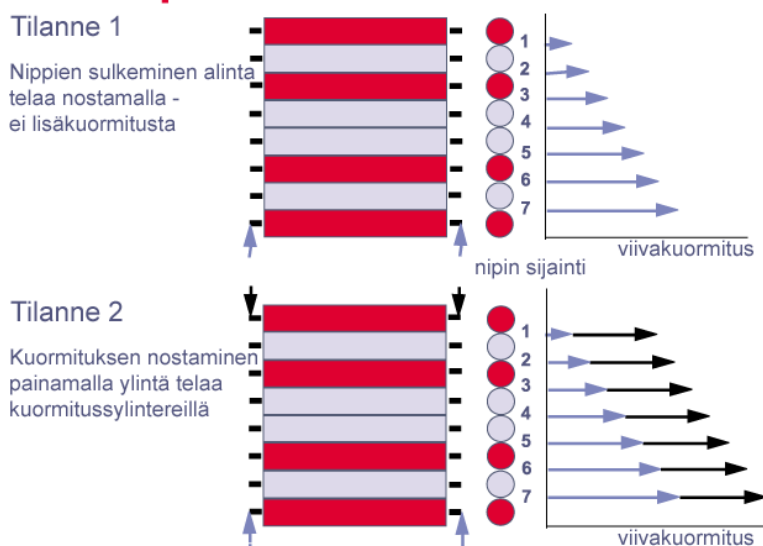 Tilanne 1
Nippien sulkeminen alinta
telaa nostamalla -
ei lisäkuormitusta
1
2
3
4
5
6
7
viivakuormitus
nipin sijainti
Tilanne 2
Kuormituksen nostaminen
painamalla ylintä telaa
kuormitussylintereillä
1
2
3
4
5
6
7
viivakuormitus